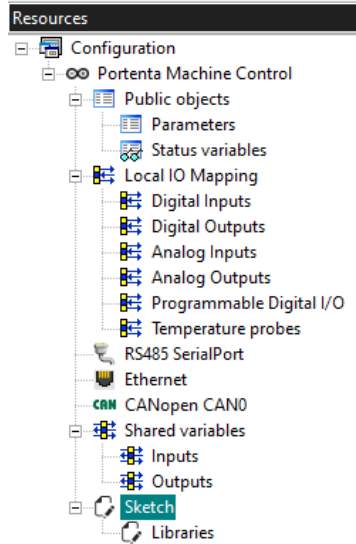 Resources
Configuration
Portenta Machine Control
Public objects
Parameters
Status variables
Local IO Mapping
Digital Inputs
Digital Outputs
Analog Inputs
Analog Outputs
Programmable Digital I/O
Temperature probes
RS485 SerialPort
Ethernet
CAN CANopen CAN0
Shared variables
Inputs
Outputs
Sketch
Libraries